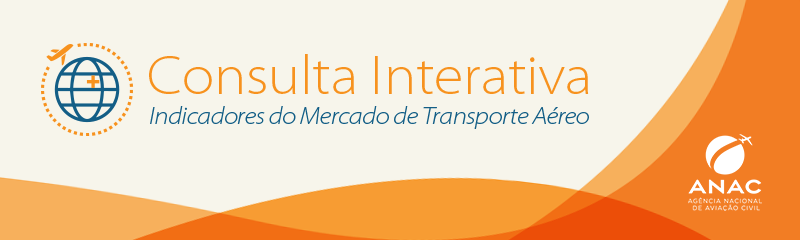 Consulta Interativa
Indicadores do Mercado de Transporte Aéreo
ANAC
AGÊNCIA NACIONAL
DE AVIAÇÃO CIVIL